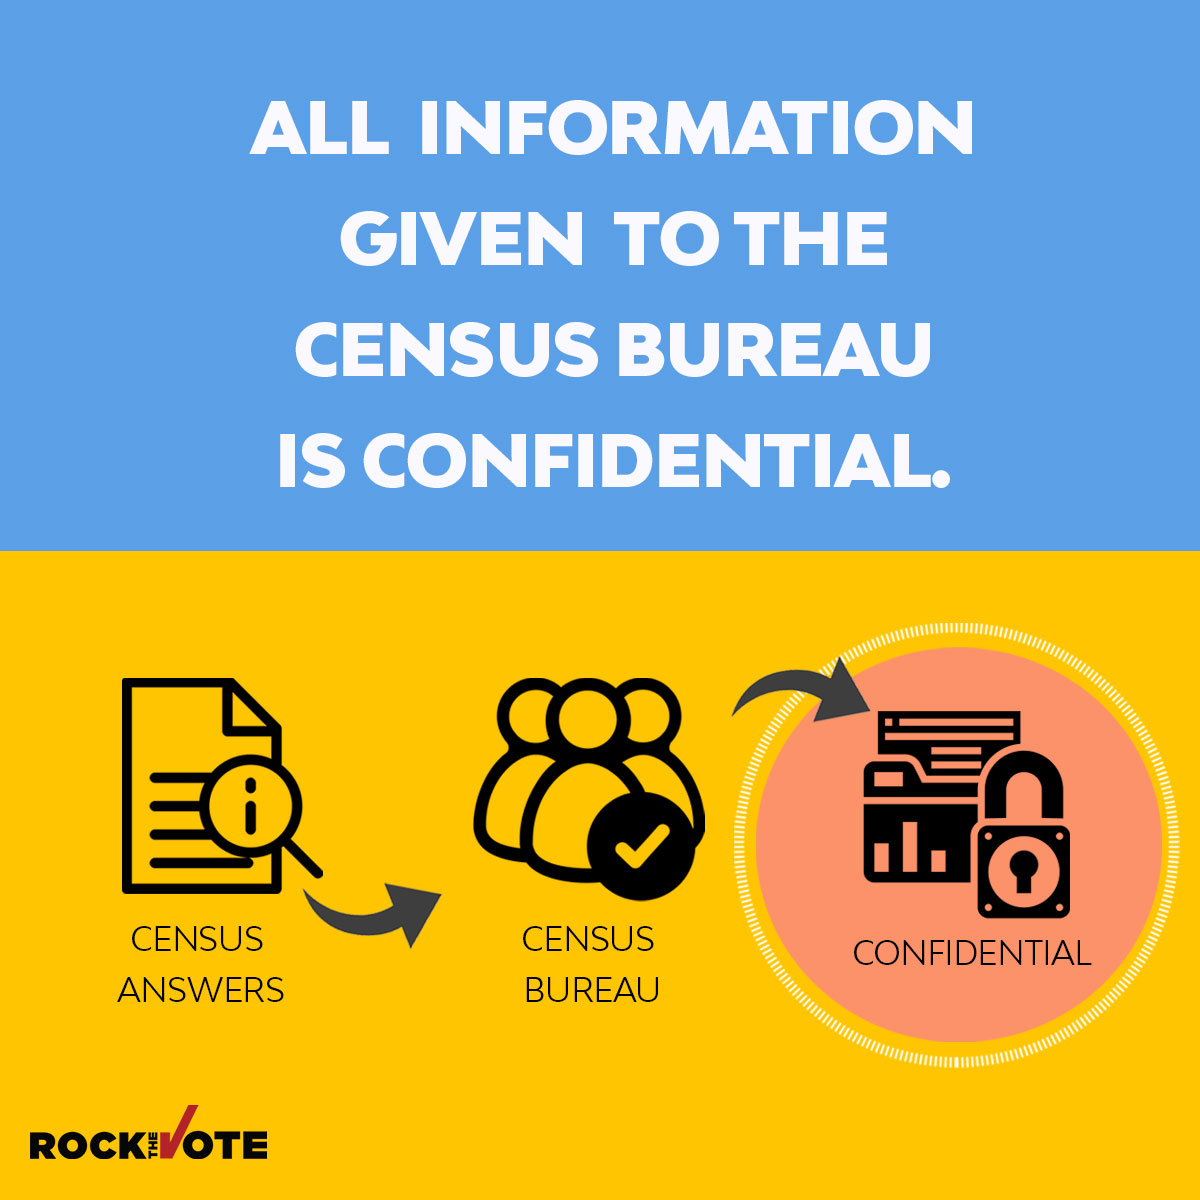 ALL INFORMATION
GIVEN TO THE
CENSUS BUREAU
IS CONFIDENTIAL.
i
CENSUS
ANSWERS
CENSUS
BUREAU
CONFIDENTIAL
ROCK THE VOTE